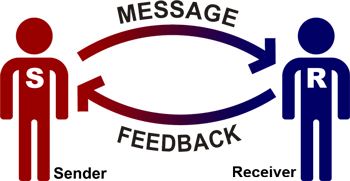 MESSAGE
S
R
FEEDBACK
Sender
Receiver